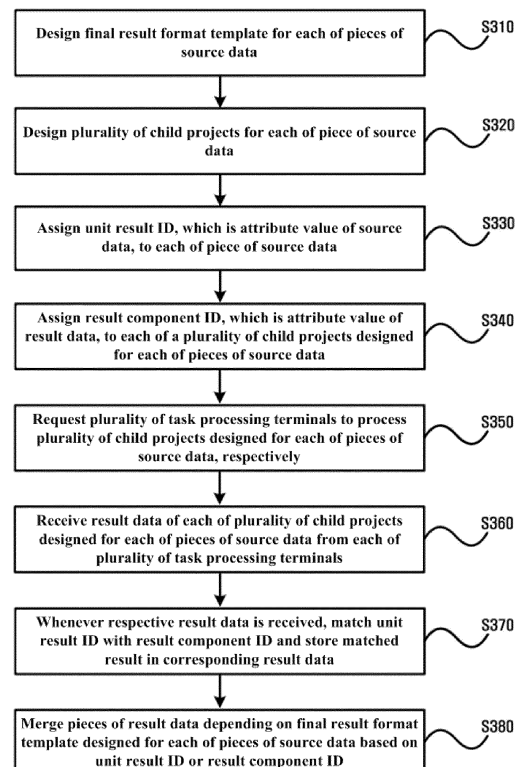 Design final result format template for each of pieces of
source data
S310
Design plurality of child projects for each of piece of source
data
S320
Assign unit result ID, which is attribute value of source
data, to each of piece of source data
S330
Assign result component ID, which is attribute value of
result data, to each of a plurality of child projects designed
for each of pieces of source data
S340
Request plurality of task processing terminals to process
plurality of child projects designed for each of pieces of
source data, respectively
S350
Receive result data of each of plurality of child projects
designed for each of pieces of source data from each of
plurality of task processing terminals
S360
Whenever respective result data is received, match unit
result ID with result component ID and store matched
result in corresponding result data
S370
Merge pieces of result data depending on final result format
template designed for each of pieces of source data based on
unit result ID or result component ID
S380